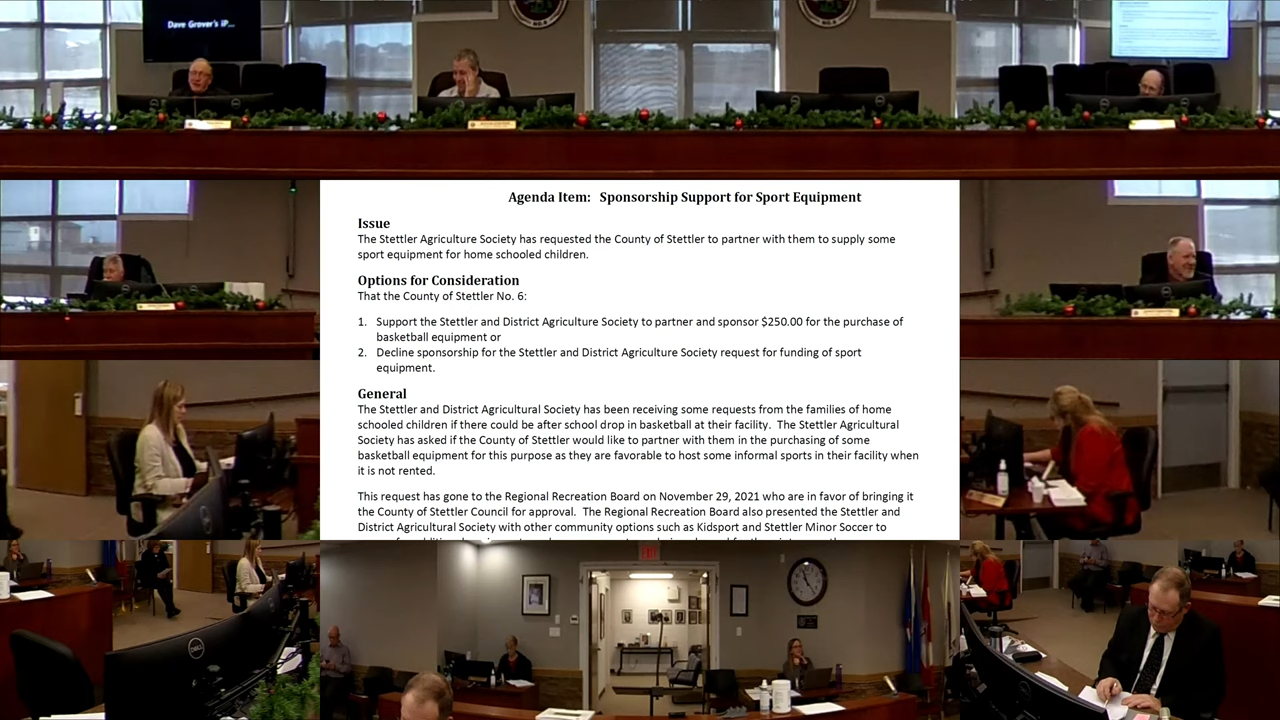 Dave Grover's iP...
NO. 6
Agenda Item: Sponsorship Support for Sport Equipment
Issue
The Stettler Agriculture Society has requested the County of Stettler to partner with them to supply some
sport equipment for home schooled children.
Options for Consideration
That the County of Stettler No. 6:
1. Support the Stettler and District Agriculture Society to partner and sponsor $250.00 for the purchase of
basketball equipment or
2. Decline sponsorship for the Stettler and District Agriculture Society request for funding of sport
equipment.
General
The Stettler and District Agricultural Society has been receiving some requests from the families of home
schooled children if there could be after school drop in basketball at their facility. The Stettler Agricultural
Society has asked if the County of Stettler would like to partner with them in the purchasing of some
basketball equipment for this purpose as they are favorable to host some informal sports in their facility when
it is not rented.
This request has gone to the Regional Recreation Board on November 29, 2021 who are in favor of bringing it
the County of Stettler Council for approval. The Regional Recreation Board also presented the Stettler and
District Agricultural Society with other community options such as Kidsport and Stettler Minor Soccer to
DELL